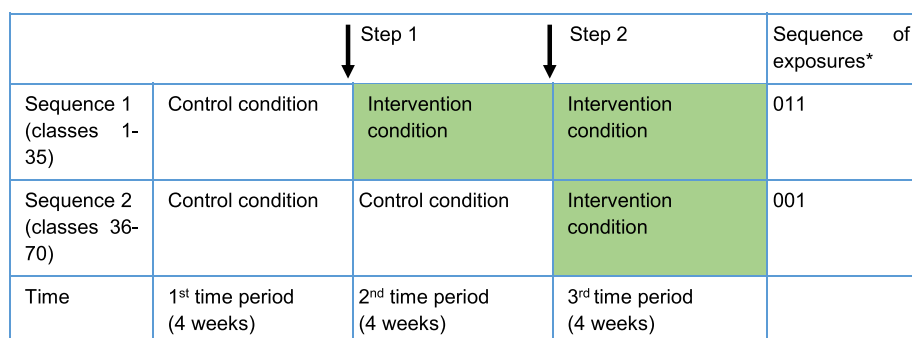 Step 1
Step 2
Sequence of
exposures*
Sequence 1
(classes 1-
35)
Control condition
Intervention
condition
Intervention
condition
011
Sequence 2
(classes 36-
70)
Control condition
Control condition
Intervention
condition
001
Time
1st time period
(4 weeks)
2nd time period
(4 weeks)
3rd time period
(4 weeks)